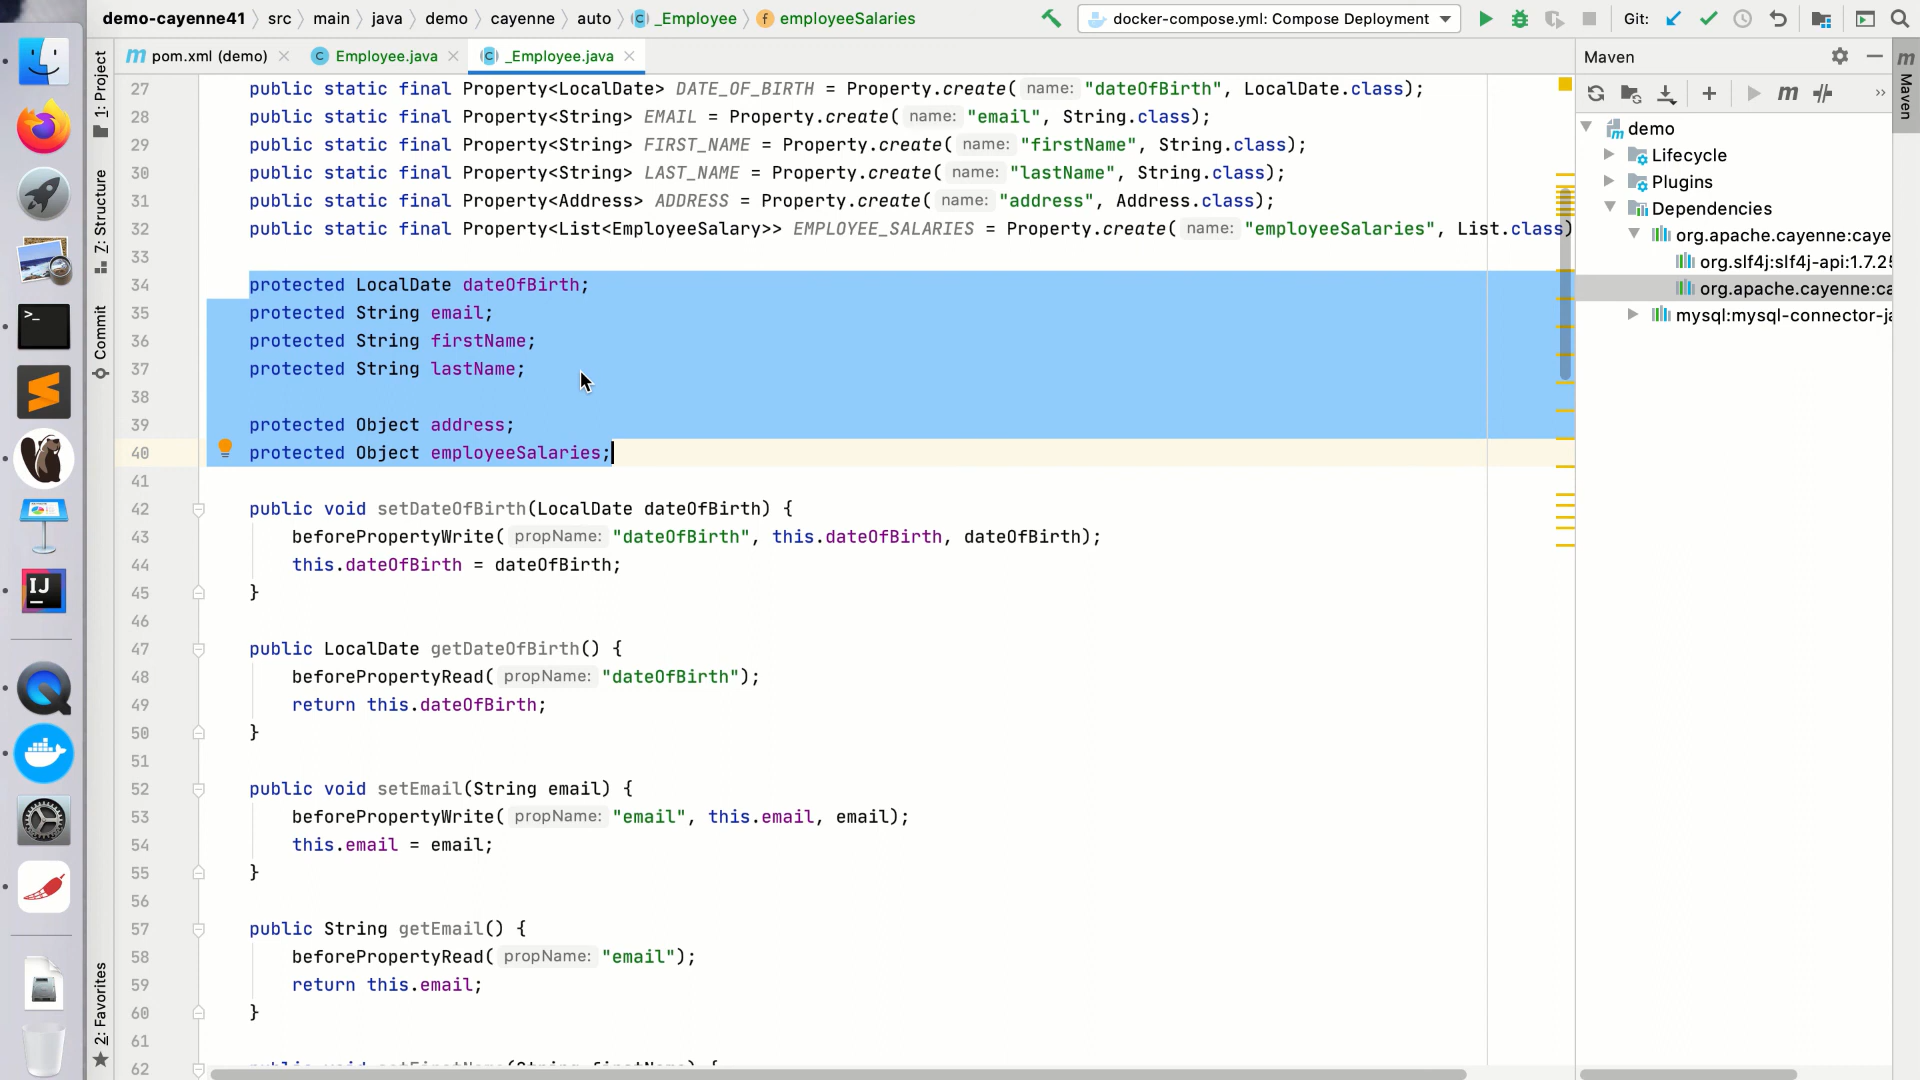 demo-cayenne41 src main java demo cayenne auto _Employee employeeSalaries docker-compose.yml: Compose Deployment Git:
pom.xml (demo) Employee.java _Employee.java Maven
27 public static final Property<LocalDate> DATE_OF_BIRTH = Property.create( name: "dateOfBirth", LocalDate.class);
28 public static final Property<String> EMAIL = Property.create( name: "email", String.class);
29 public static final Property<String> FIRST_NAME = Property.create( name: "firstName", String.class);
30 public static final Property<String> LAST_NAME = Property.create( name: "lastName", String.class);
31 public static final Property<Address> ADDRESS = Property.create( name: "address", Address.class);
32 public static final Property<List<EmployeeSalary>> EMPLOYEE_SALARIES = Property.create( name: "employeeSalaries", List.class)
33
34 protected LocalDate dateOfBirth;
35 protected String email;
36 protected String firstName;
37 protected String lastName;
38
39 protected Object address;
40 protected Object employeeSalaries;
41
42 public void setDateOfBirth(LocalDate dateOfBirth) {
43 beforePropertyWrite( propName: "dateOfBirth", this.dateOfBirth, dateOfBirth);
44 this.dateOfBirth = dateOfBirth;
45 }
46
47 public LocalDate getDateOfBirth() {
48 beforePropertyRead( propName: "dateOfBirth");
49 return this.dateOfBirth;
50 }
51
52 public void setEmail(String email) {
53 beforePropertyWrite( propName: "email", this.email, email);
54 this.email = email;
55 }
56
57 public String getEmail() {
58 beforePropertyRead( propName: "email");
59 return this.email;
60 }
61
62
demo
Lifecycle
Plugins
Dependencies
org.apache.cayenne:caye
org.slf4j:slf4j-api:1.7.25
org.apache.cayenne:ca
mysql:mysql-connector-ja
Maven
1: Project
Z: Structure
Commit
2: Favorites
IJ